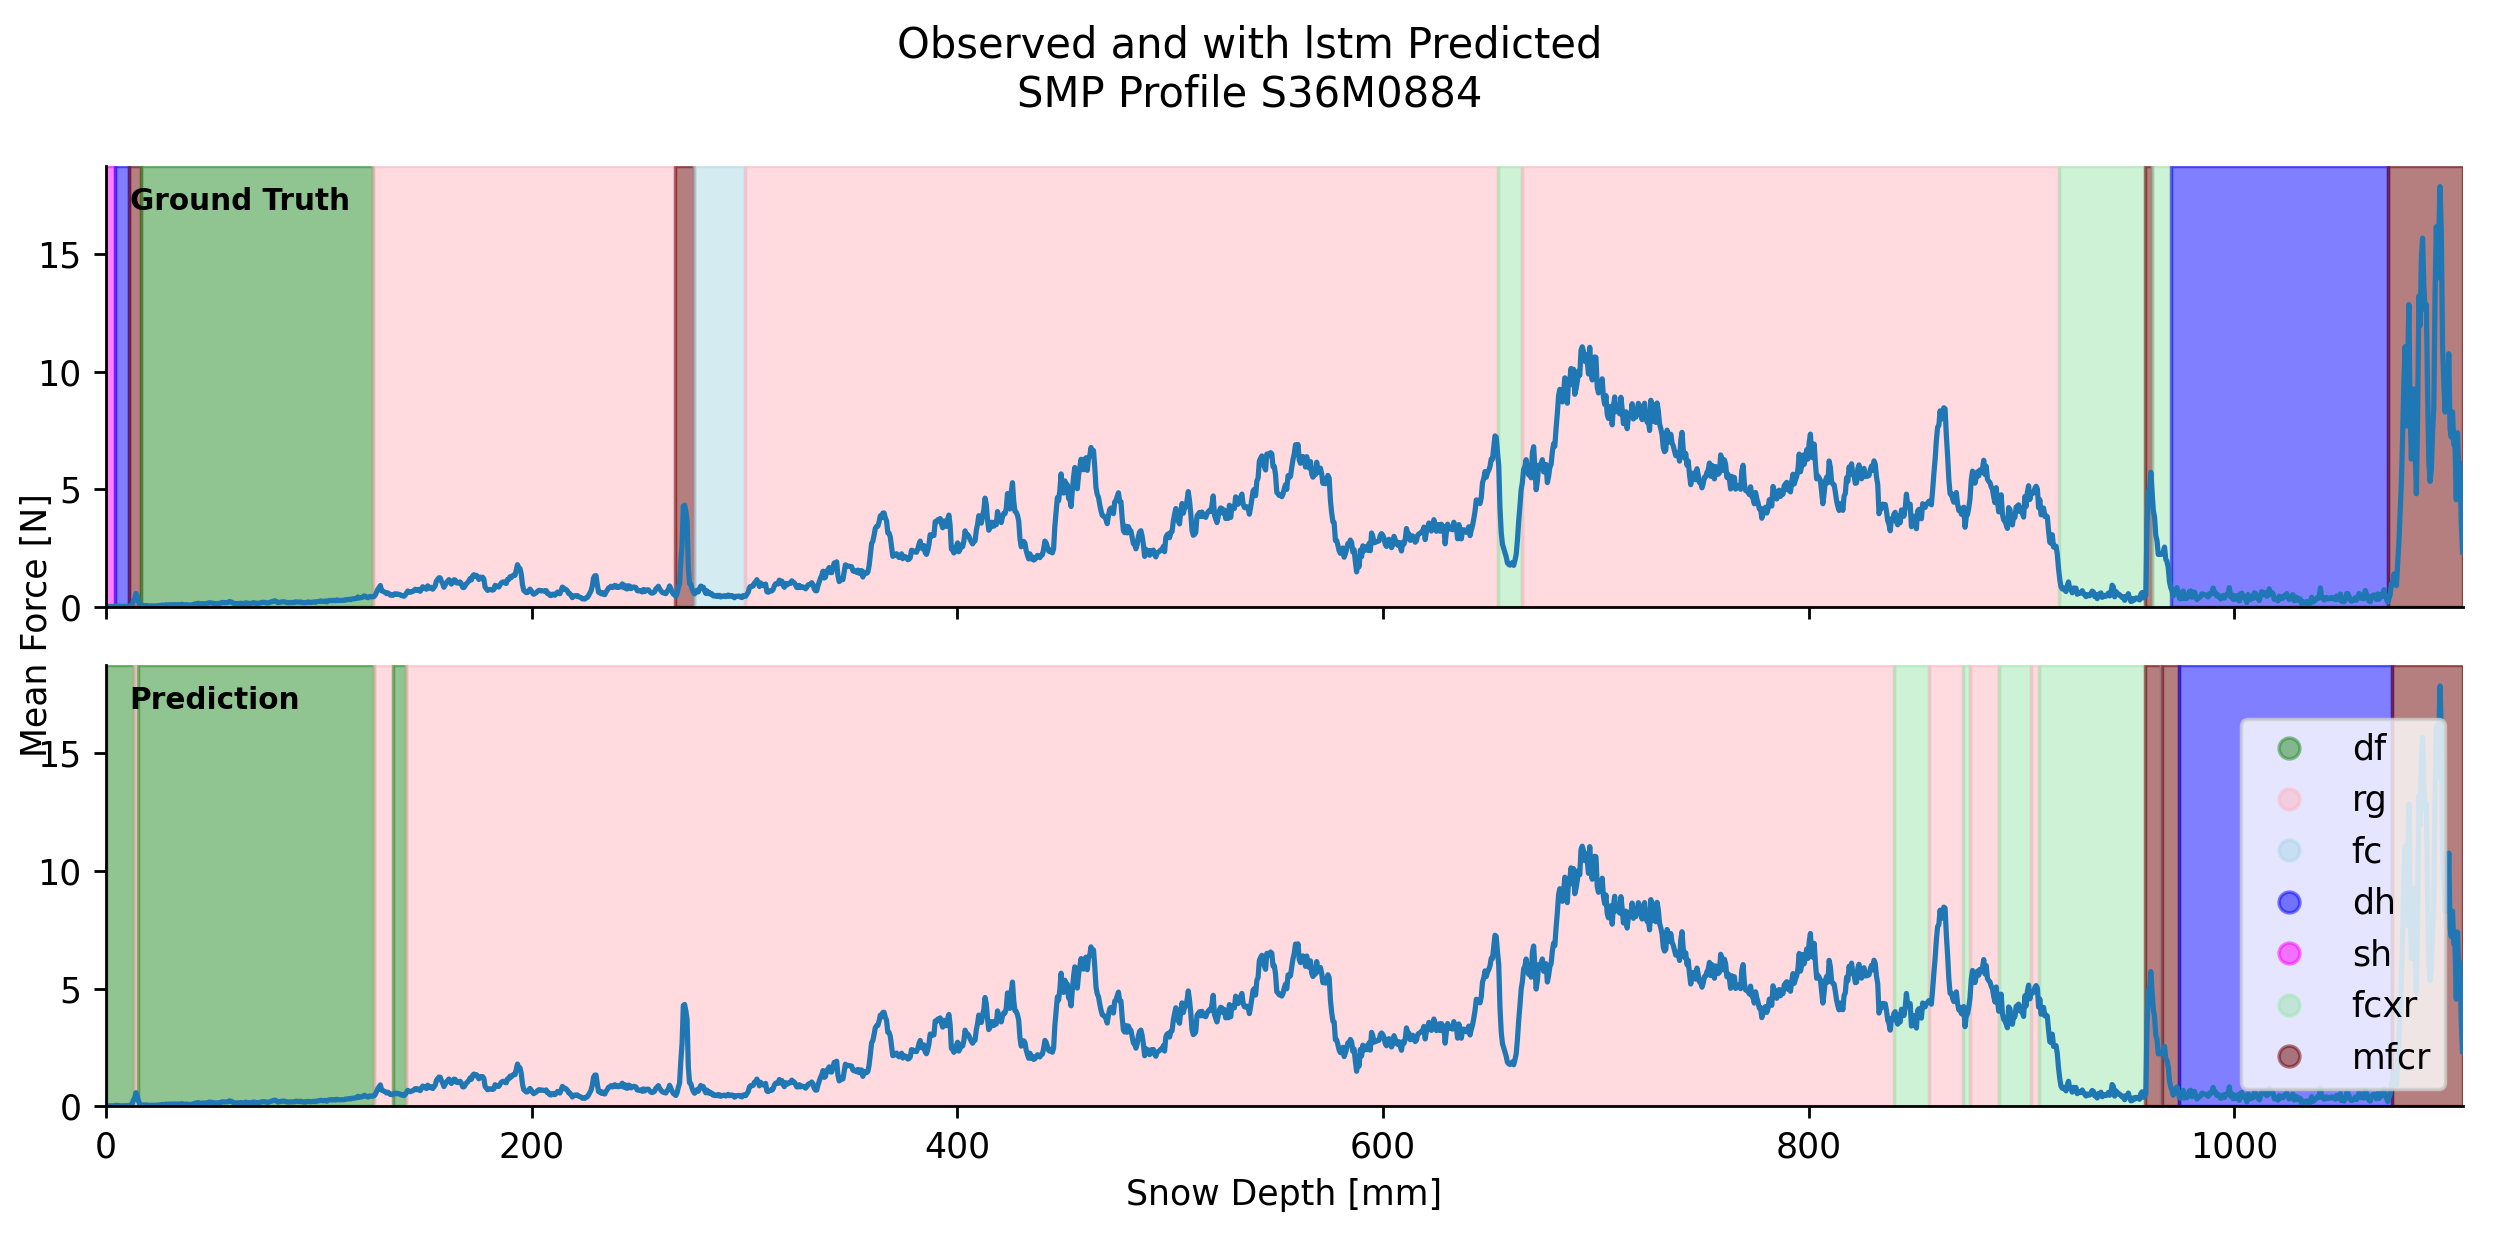 Observed and with lstm Predicted
SMP Profile S36M0884
Ground Truth
15
10
5
0
Mean Force [N]
Prediction
15
10
5
0
df
rg
fc
dh
sh
fcxr
mfcr
0 200 400 600 800 1000
Snow Depth [mm]